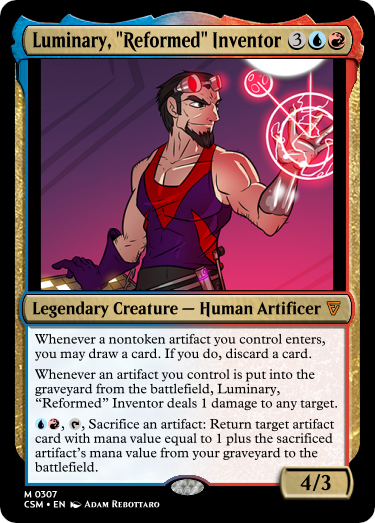 Luminary, "Reformed" Inventor 3
Legendary Creature — Human Artificer
Whenever a nontoken artifact you control enters,
you may draw a card. If you do, discard a card.
Whenever an artifact you control is put into the
graveyard from the battlefield, Luminary,
“Reformed” Inventor deals 1 damage to any target.
, , Sacrifice an artifact: Return target artifact
card with mana value equal to 1 plus the sacrificed
artifact’s mana value from your graveyard to the
battlefield.
4/3
M 0307
CSM • EN Adam Rebottaro